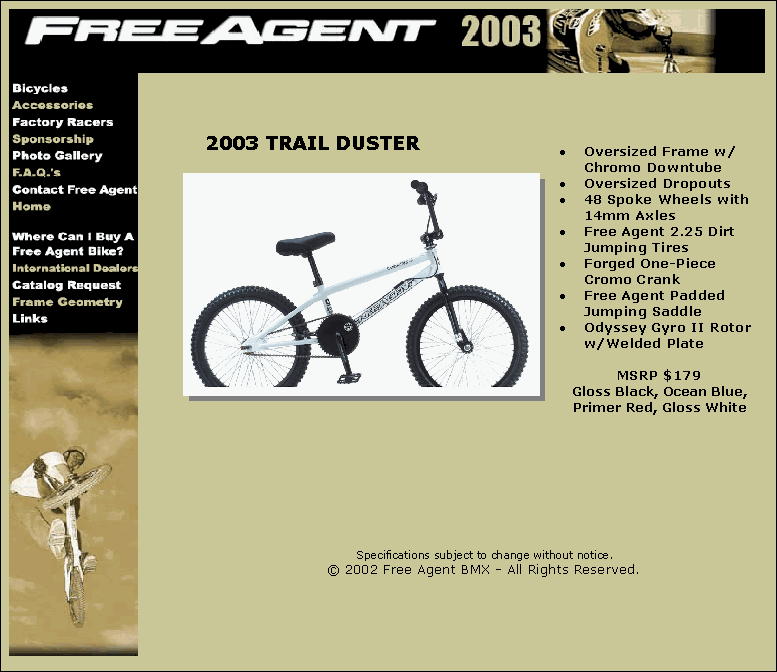 FREEAGENT 2003
Bicycles
Accessories
Factory Racers
Sponsorship
Photo Gallery
F.A.Q.'s
Contact Free Agent
Home
Where Can I Buy A
Free Agent Bike?
International Dealers
Catalog Request
Frame Geometry
Links
2003 TRAIL DUSTER
• Oversized Frame w/
Chromo Downtube
• Oversized Dropouts
• 48 Spoke Wheels with
14mm Axles
• Free Agent 2.25 Dirt
Jumping Tires
• Forged One-Piece
Cromo Crank
• Free Agent Padded
Jumping Saddle
• Odyssey Gyro II Rotor
w/Welded Plate
MSRP $179
Gloss Black, Ocean Blue,
Primer Red, Gloss White
Specifications subject to change without notice.
© 2002 Free Agent BMX - All Rights Reserved.